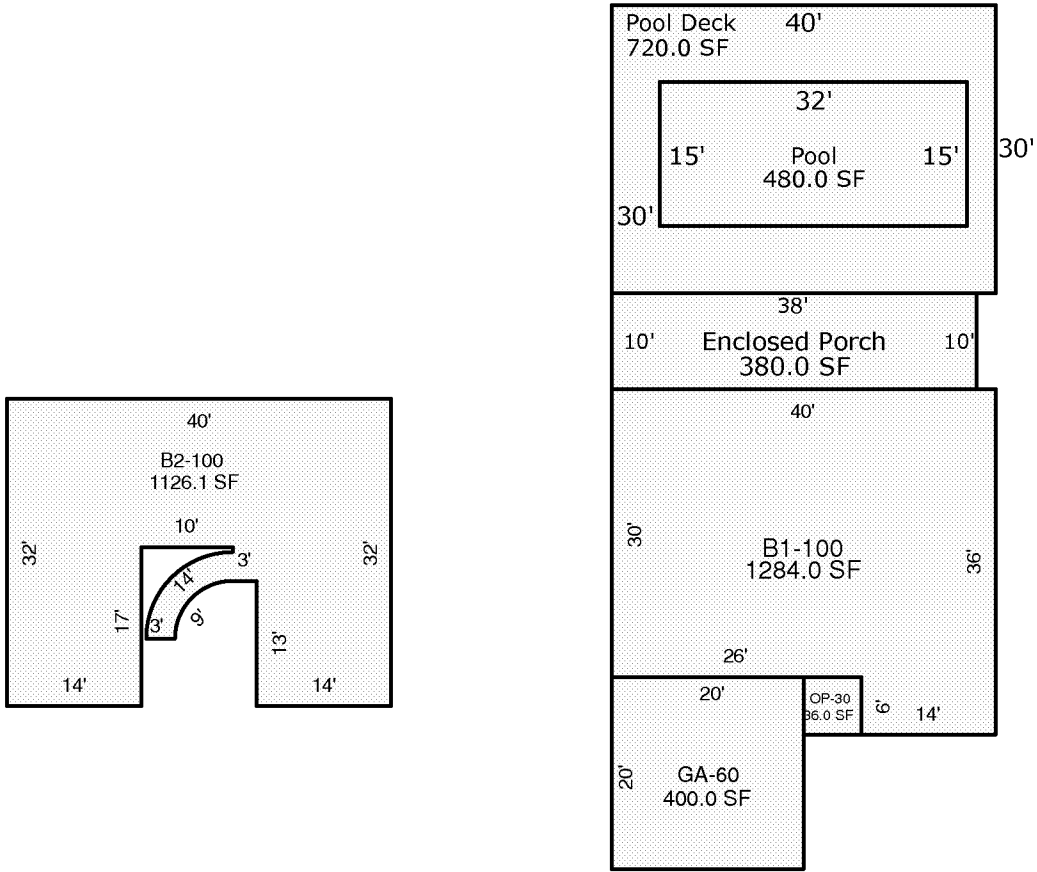 40'
B2-100
1126.1 SF
10'
32'
32'
3'
14'
3'
9'
17'
13'
14'
14'
Pool Deck
40'
720.0 SF
32'
15'
Pool
15'
480.0 SF
30'
30'
38'
10'
Enclosed Porch
10'
380.0 SF
40'
30'
B1-100
1284.0 SF
36'
26'
20'
OP-30
36.0 SF
6'
14'
20'
GA-60
400.0 SF